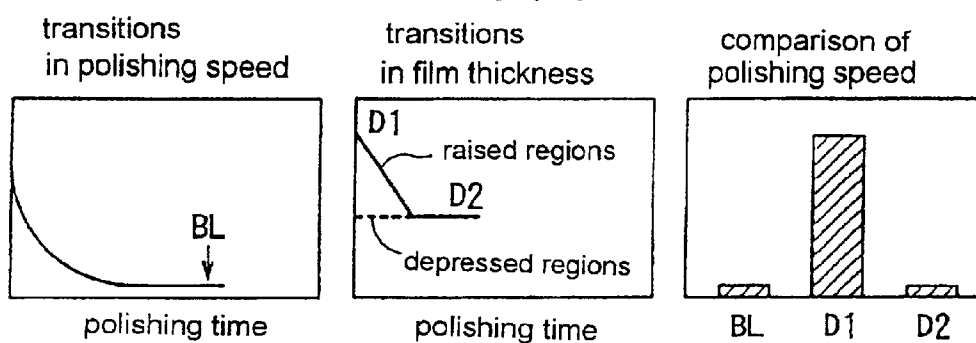 transitions
in polishing speed
BL
polishing time
transitions
in film thickness
D1
raised regions
D2
depressed regions
polishing time
comparison of
polishing speed
BL D1 D2